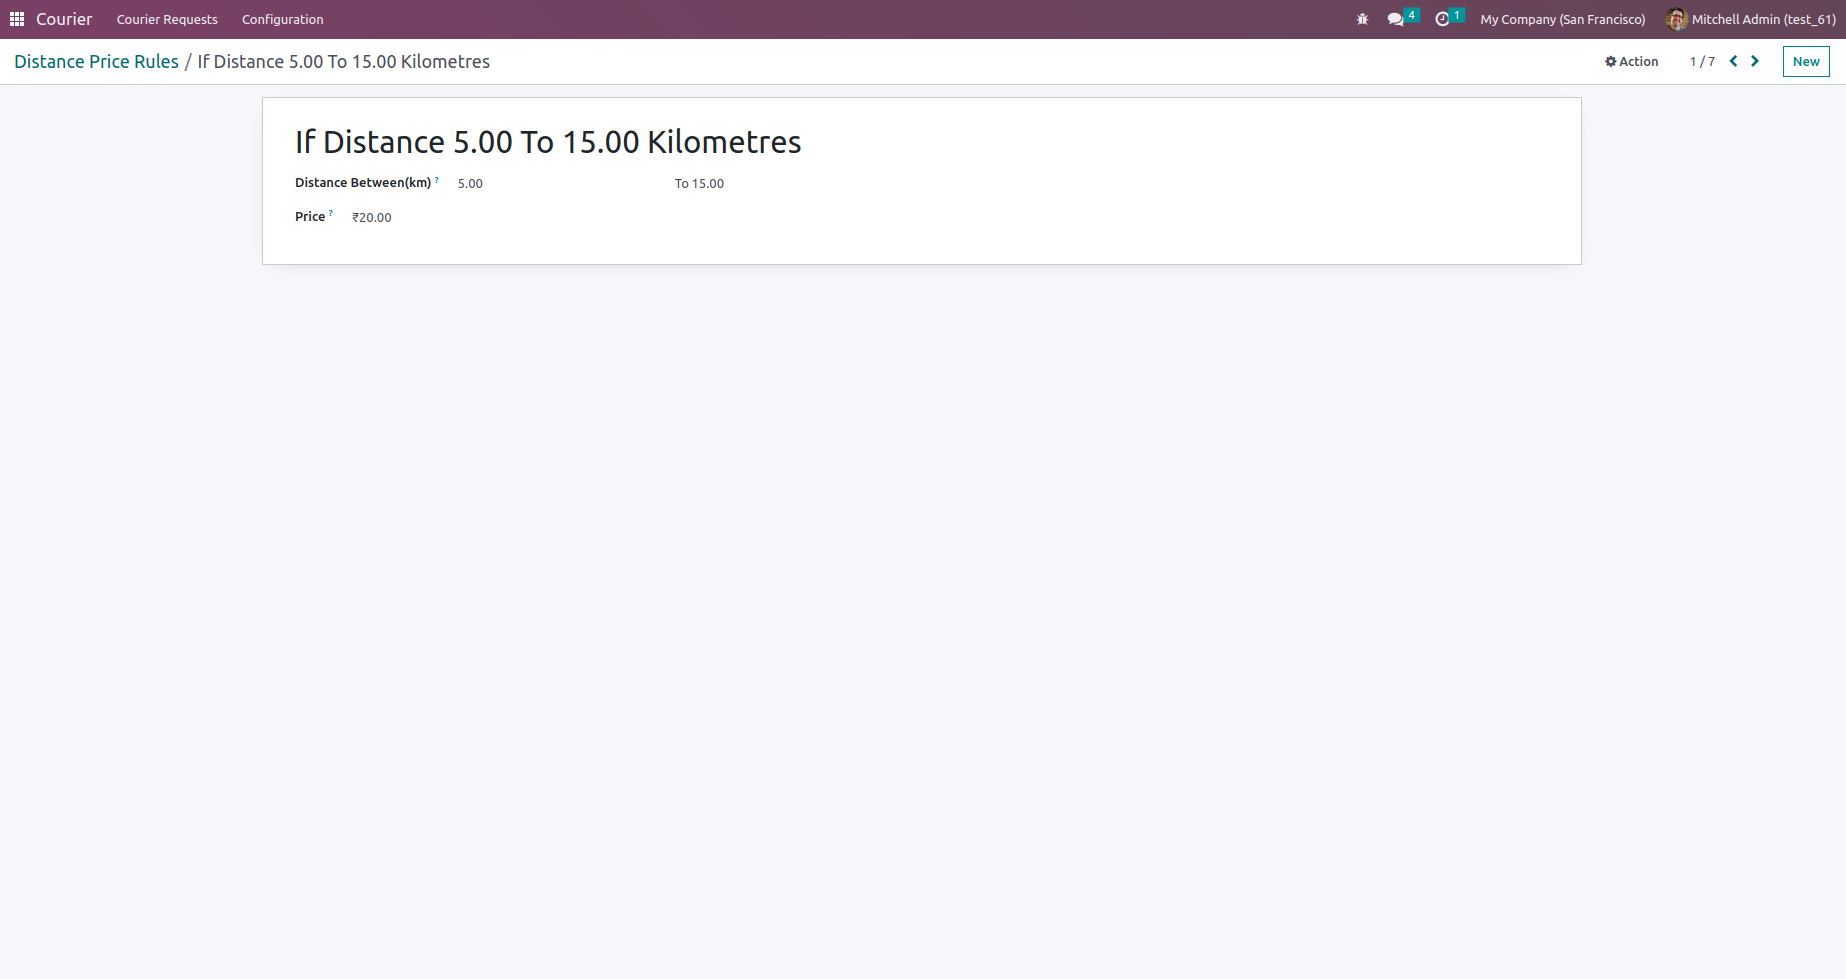 Courier Courier Requests Configuration 4 1 My Company (San Francisco) Mitchell Admin (test_61)
Distance Price Rules / If Distance 5.00 To 15.00 Kilometres Action 1 / 7 New
If Distance 5.00 To 15.00 Kilometres
Distance Between(km) ? 5.00 To 15.00
Price ? ₹20.00